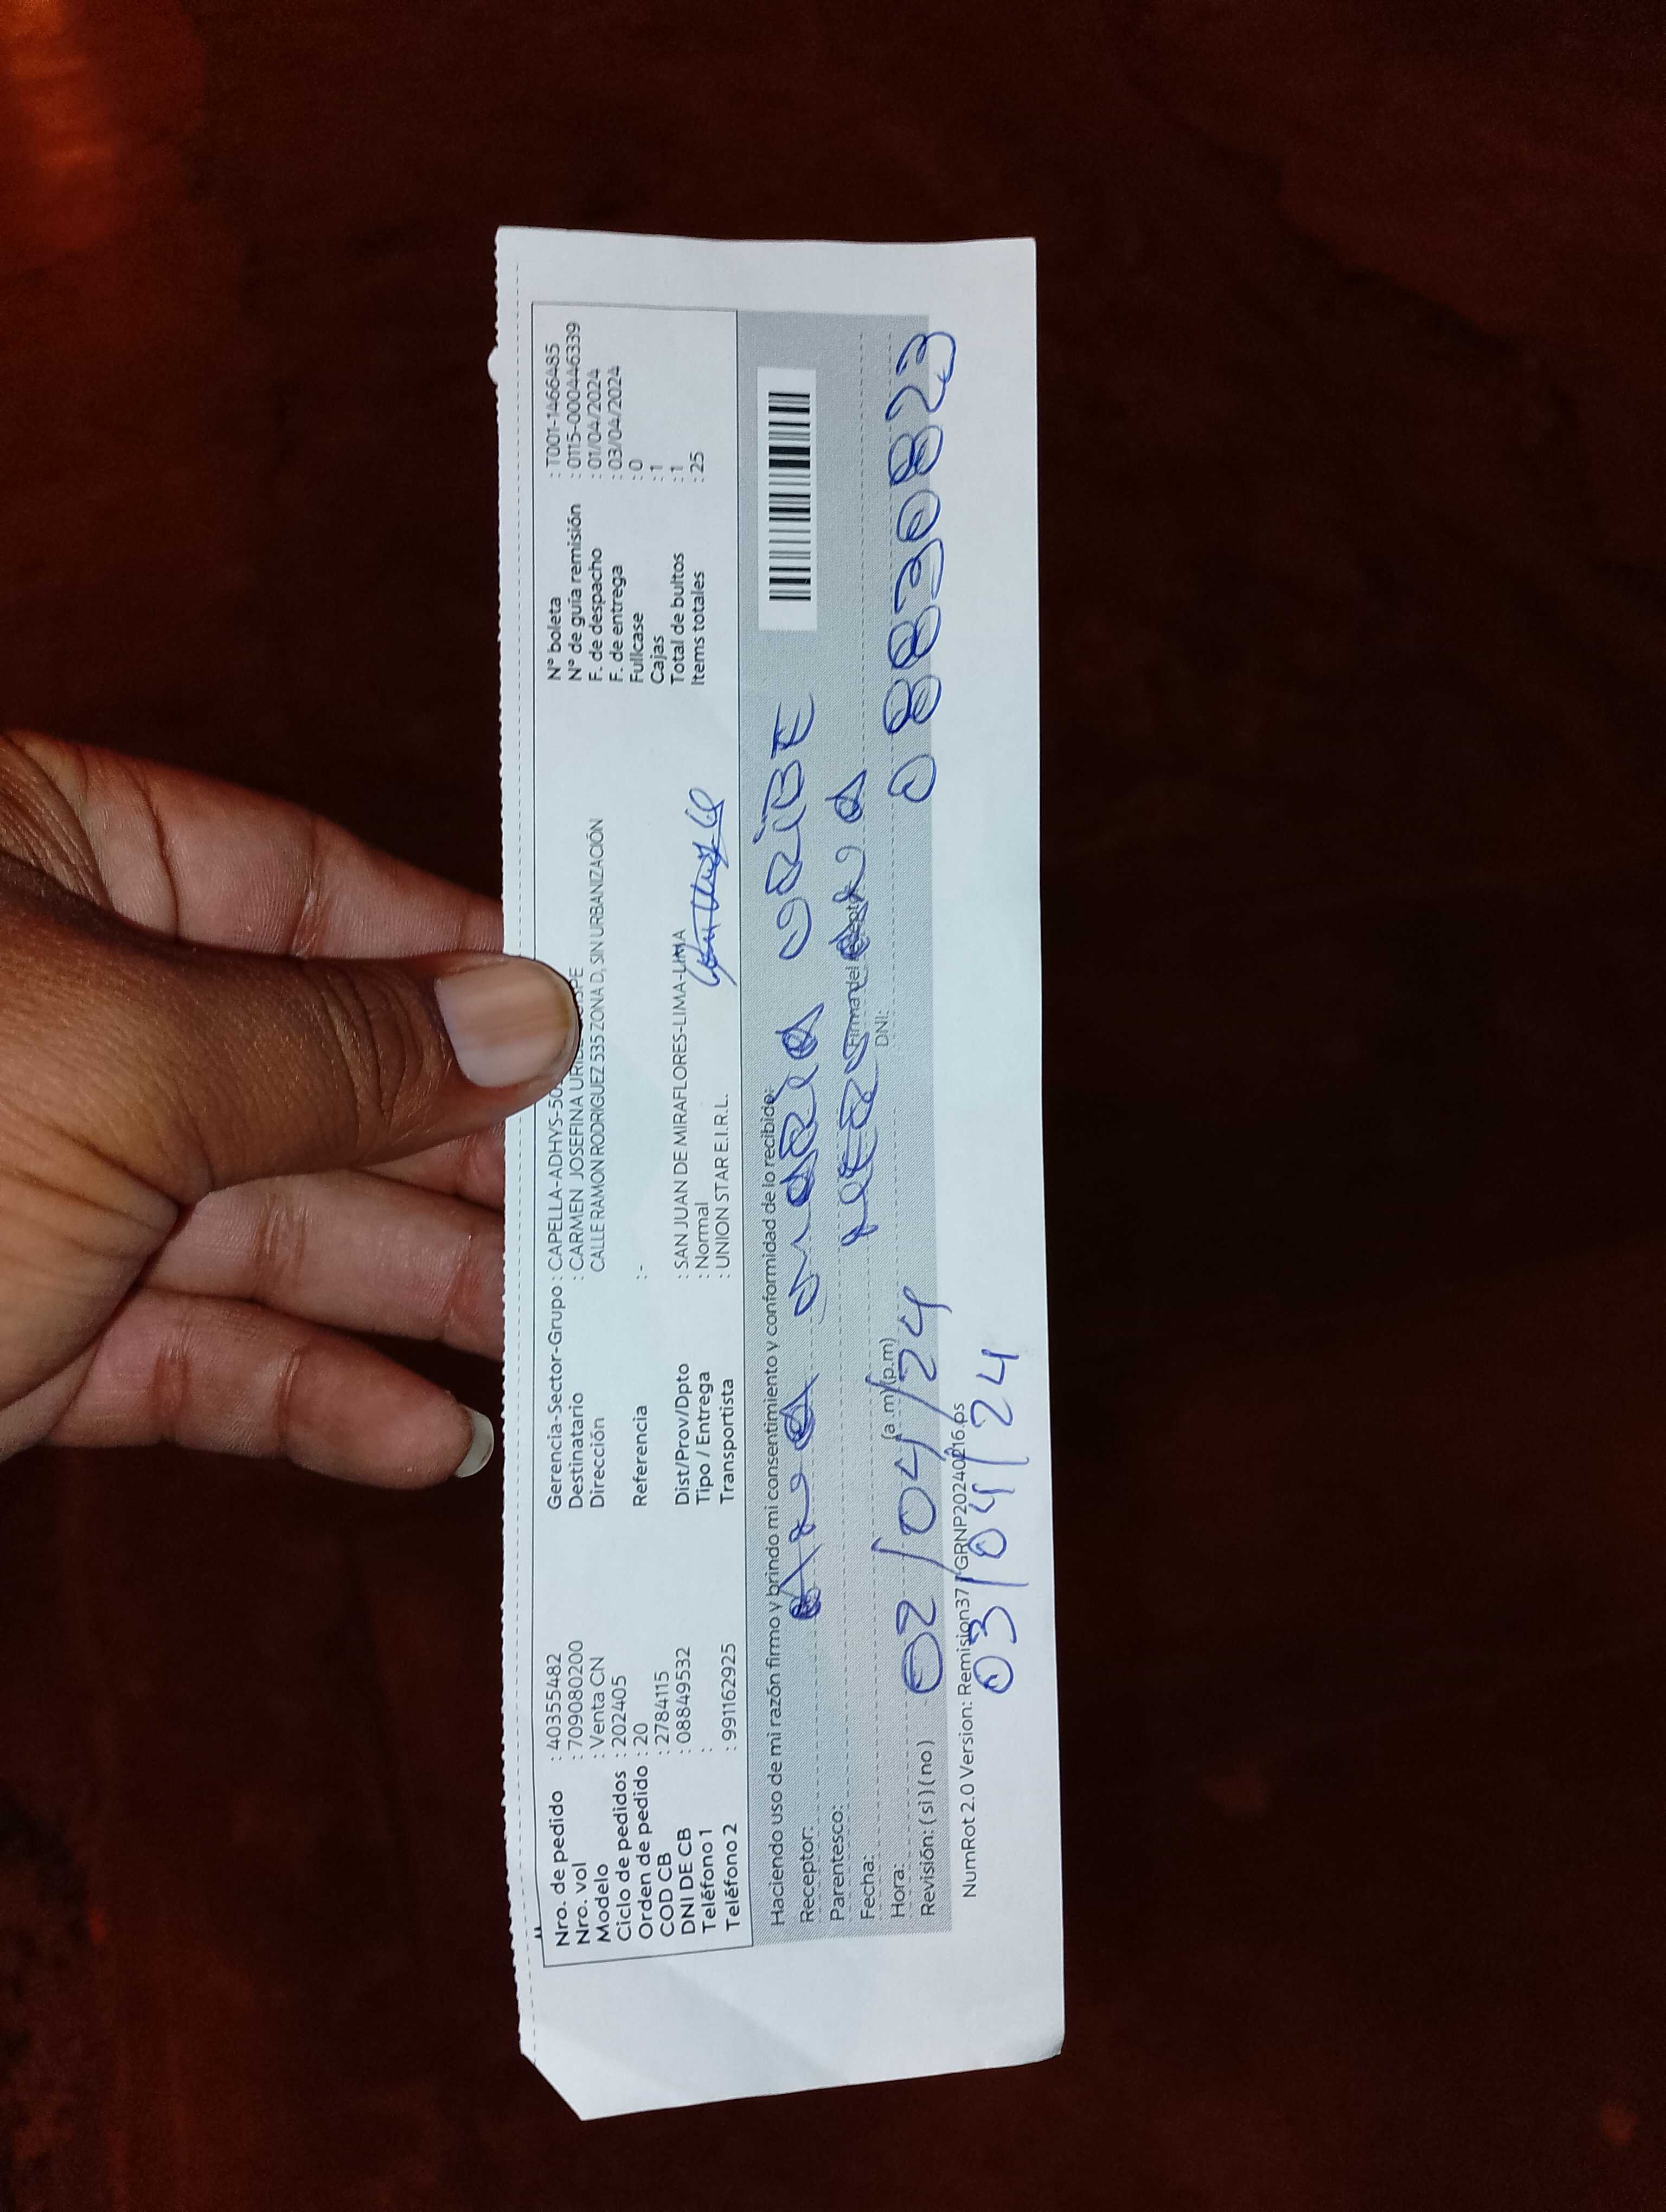 Nro. de pedido : 40355482 Gerencia-Sector-Grupo : CAPELLA-ADHYS- N° boleta : T001-1466485
Nro. vol : 709080200 Destinatario : CARMEN JOSEFINA N° de guía remisión : 0115-000446339
Modelo : Venta CN Dirección CALLE RAMON RODRIGUEZ 535 ZONA D, SIN URBANIZACIÓN F. de despacho : 01/04/2024
Ciclo de pedidos : 202405 F. de entrega : 03/04/2024
Orden de pedido : 20 Referencia :- Fullcase : 0
COD CB : 2784115 Cajas : 1
DNI DE CB : 08849532 Dist/Prov/Dpto : SAN JUAN DE MIRAFLORES-LIMA-LIMA Total de bultos : 1
Teléfono 1 : Tipo / Entrega : Normal Items totales : 25
Teléfono 2 : 991162925 Transportista : UNION STAR E.I.R.L.
Haciendo uso de mi razón firmo y brindo mi consentimiento y conformidad de lo recibido:
Receptor: ANA MARIA URIBE
Parentesco: Firma del
Fecha: DNI: 08830823
Hora: (a.m) (p.m)
Revisión: (si) (no) 02/04/24
NumRot 2.0 Version: Remision37 GRNP20240216.ps
03/04/24